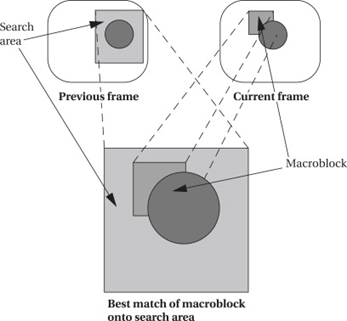 Search
area
Previous frame
Current frame
Macroblock
Best match of macroblock
onto search area